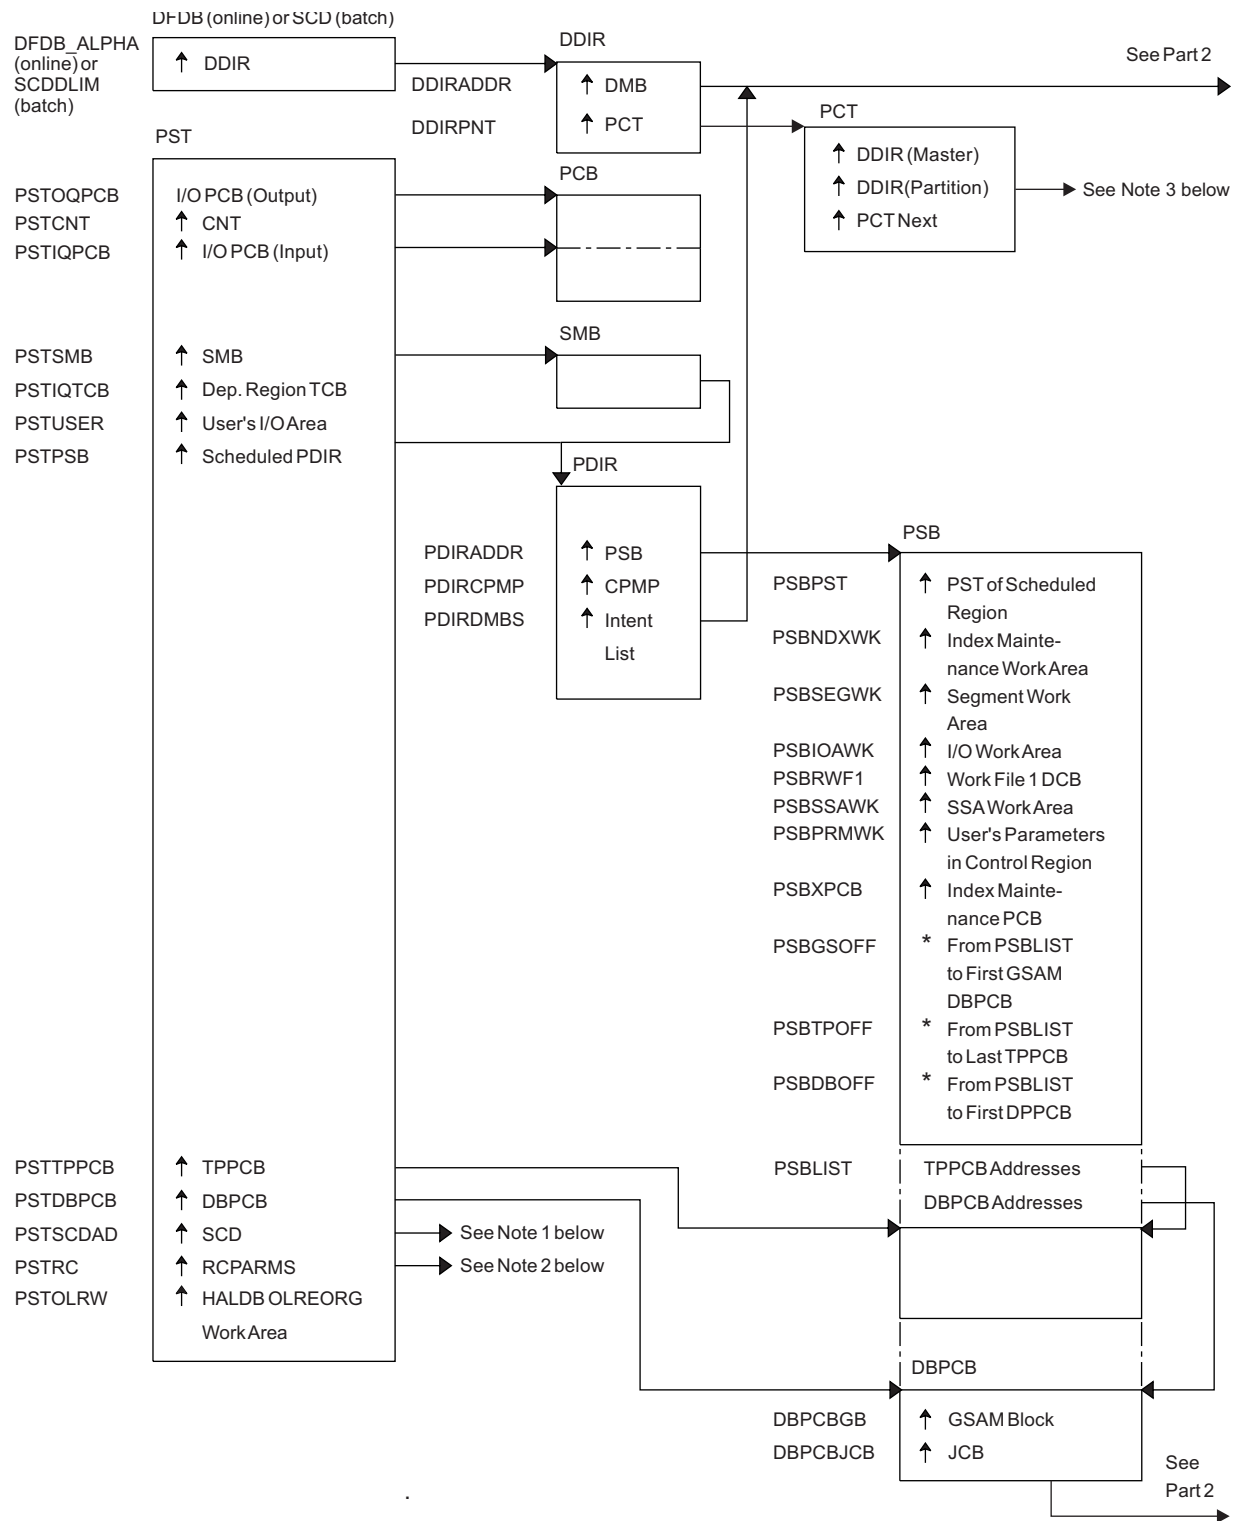 DFDB (online) or SCD (batch)
DFDB_ALPHA
(online) or
SCDDLIM
(batch)
↑ DDIR
DDIR
DDIRADDR
↑ DMB
DDIRPNT
↑ PCT
See Part 2
PCT
↑ DDIR (Master)
↑ DDIR (Partition)
↑ PCT Next
See Note 3 below
PST
PCB
PSTOQPCB I/O PCB (Output)
PSTCNT ↑ CNT
PSTIQPCB ↑ I/O PCB (Input)
SMB
PSTSMB ↑ SMB
PSTIQTCB ↑ Dep. Region TCB
PSTUSER ↑ User's I/O Area
PSTPSB ↑ Scheduled PDIR
PDIR
PDIRADDR ↑ PSB
PDIRCPMP ↑ CPMP
PDIRDMBS ↑ Intent
List
PSB
PSBPST ↑ PST of Scheduled
Region
PSBNDXWK ↑ Index Mainte-
nance Work Area
PSBSEGWK ↑ Segment Work
Area
PSBIOAWK ↑ I/O Work Area
PSBRWF1 ↑ Work File 1 DCB
PSBSSAWK ↑ SSA Work Area
PSBPRMWK ↑ User's Parameters
in Control Region
PSBXPCB ↑ Index Mainte-
nance PCB
PSBGSOFF * From PSBLIST
to First GSAM
DBPCB
PSBTPOFF * From PSBLIST
to Last TPPCB
PSBDBOFF * From PSBLIST
to First DPPCB
PSTTPPCB ↑ TPPCB
PSTDBPCB ↑ DBPCB
PSTSCDAD ↑ SCD
See Note 1 below
PSTRC ↑ RCPARMS
See Note 2 below
PSTOLRW ↑ HALDB OLREORG
Work Area
PSBLIST TPPCB Addresses
DBPCB Addresses
DBPCB
DBPCBGB ↑ GSAM Block
DBPCBJCB ↑ JCB
See
Part 2
.